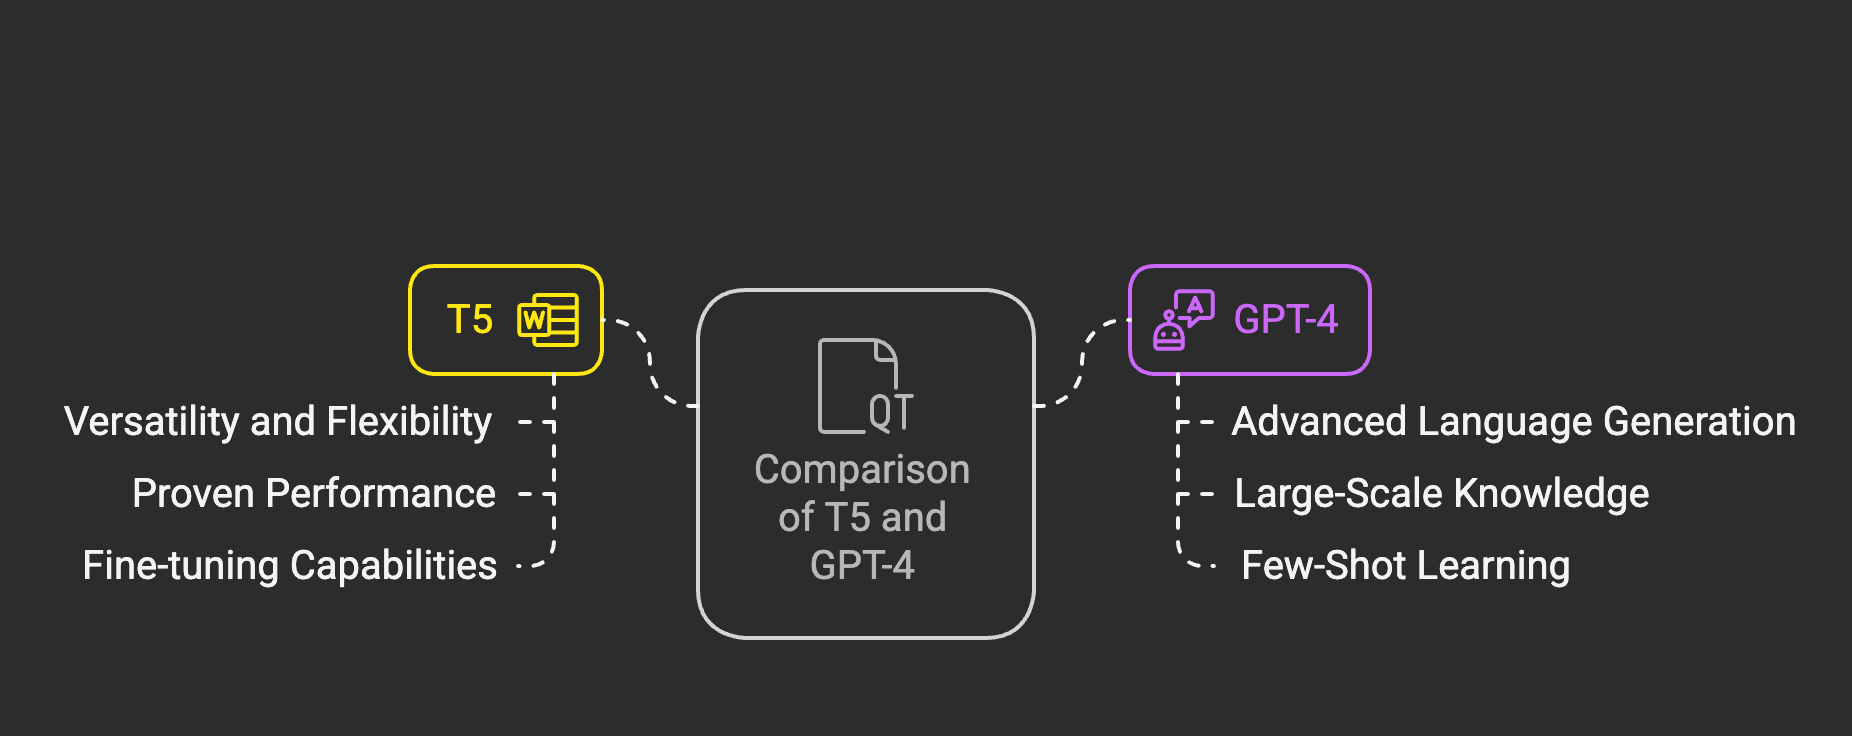 T5
W
Versatility and Flexibility
Proven Performance
Fine-tuning Capabilities
QT
Comparison
of T5 and
GPT-4
A
GPT-4
Advanced Language Generation
Large-Scale Knowledge
Few-Shot Learning